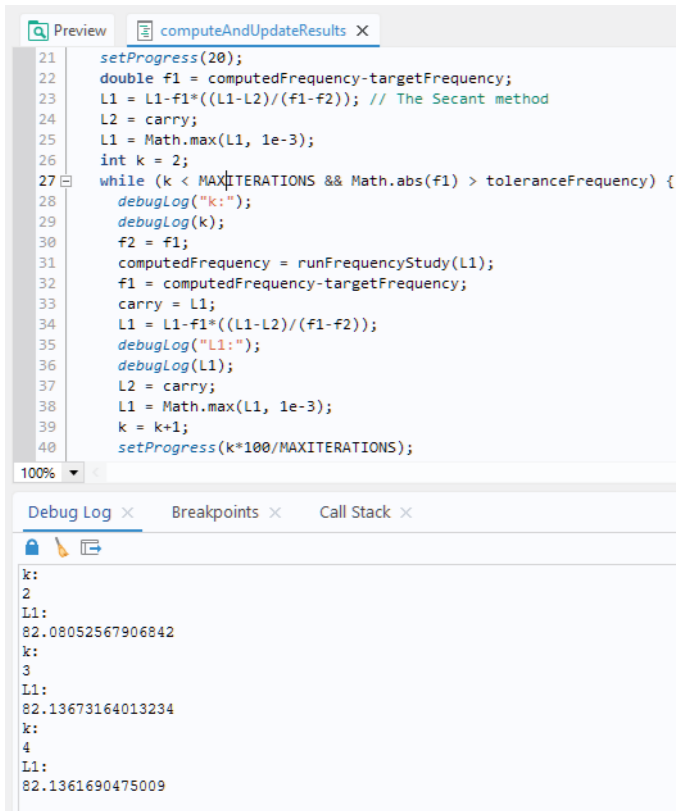 Preview computeAndUpdateResults
21 setProgress(20);
22 double f1 = computedFrequency-targetFrequency;
23 L1 = L1-f1*((L1-L2)/(f1-f2)); // The Secant method
24 L2 = carry;
25 L1 = Math.max(L1, 1e-3);
26 int k = 2;
27 while (k < MAXITERATIONS && Math.abs(f1) > toleranceFrequency) {
28 debugLog("k:");
29 debugLog(k);
30 f2 = f1;
31 computedFrequency = runFrequencyStudy(L1);
32 f1 = computedFrequency-targetFrequency;
33 carry = L1;
34 L1 = L1-f1*((L1-L2)/(f1-f2));
35 debugLog("L1:");
36 debugLog(L1);
37 L2 = carry;
38 L1 = Math.max(L1, 1e-3);
39 k = k+1;
40 setProgress(k*100/MAXITERATIONS);
100%
Debug Log Breakpoints Call Stack
k:
2
L1:
82.08052567906842
k:
3
L1:
82.13673164013234
k:
4
L1:
82.1361690475009